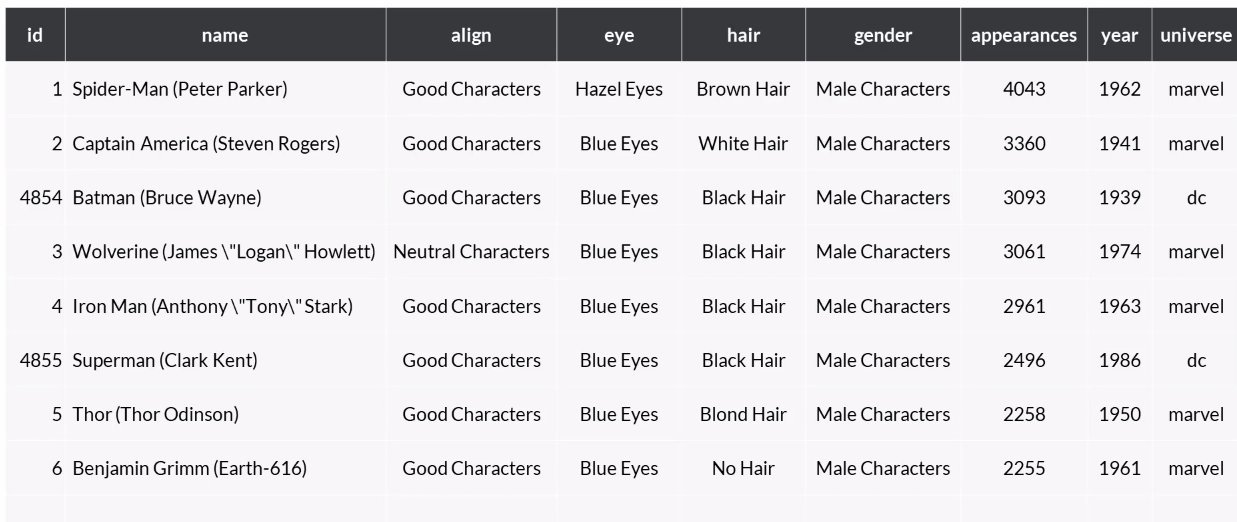 id name align eye hair gender appearances year universe
1 Spider-Man (Peter Parker) Good Characters Hazel Eyes Brown Hair Male Characters 4043 1962 marvel
2 Captain America (Steven Rogers) Good Characters Blue Eyes White Hair Male Characters 3360 1941 marvel
4854 Batman (Bruce Wayne) Good Characters Blue Eyes Black Hair Male Characters 3093 1939 dc
3 Wolverine (James \"Logan\" Howlett) Neutral Characters Blue Eyes Black Hair Male Characters 3061 1974 marvel
4 Iron Man (Anthony \"Tony\" Stark) Good Characters Blue Eyes Black Hair Male Characters 2961 1963 marvel
4855 Superman (Clark Kent) Good Characters Blue Eyes Black Hair Male Characters 2496 1986 dc
5 Thor (Thor Odinson) Good Characters Blue Eyes Blond Hair Male Characters 2258 1950 marvel
6 Benjamin Grimm (Earth-616) Good Characters Blue Eyes No Hair Male Characters 2255 1961 marvel